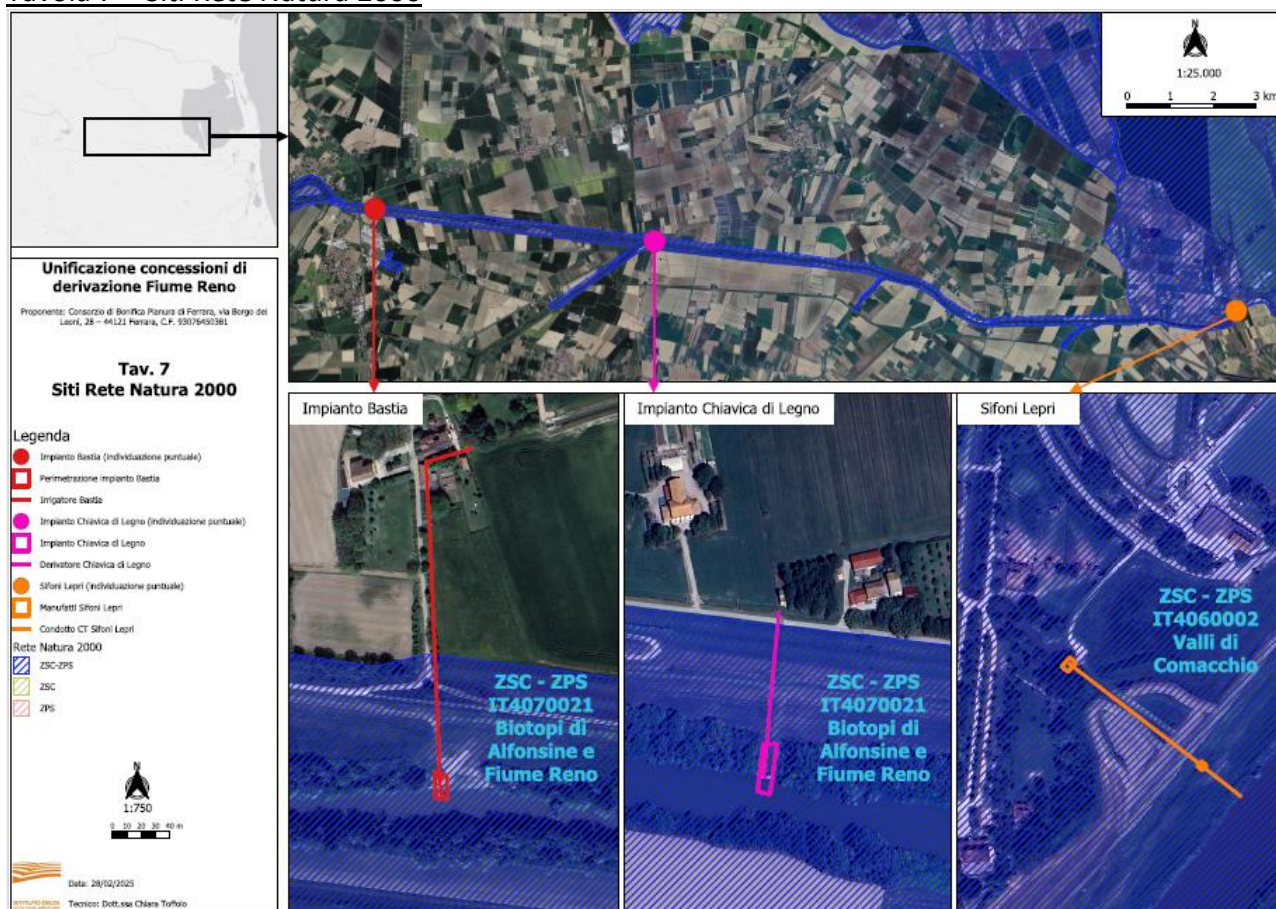 Tavola 7 – Siti Rete Natura 2000
N
1:25.000
0 1 2 3 km
Unificazione concessioni di
derivazione Fiume Reno
Proponente: Consorzio di Bonifica Pianura di Ferrara, via Borgo dei
Leoni, 28 – 44121 Ferrara, C.F. 93076450381
Tav. 7
Siti Rete Natura 2000
Legenda
Impianto Bastia (individuazione puntuale)
Perimetrazione Impianto Bastia
Irrigatore Bastia
Impianto Chiavica di Legno (individuazione puntuale)
Impianto Chiavica di Legno
Derivatore Chiavica di Legno
Sifoni Lepri (individuazione puntuale)
Manufatti Sifoni Lepri
Condotto CT Sifoni Lepri
Rete Natura 2000
ZSC-ZPS
ZSC
ZPS
N
1:750
0 10 20 30 40 m
Data: 28/02/2025
Tecnico: Dott.ssa Chiara Toffolo
ISTITUTO DELTA
Impianto Bastia
ZSC - ZPS
IT4070021
Biotopi di
Alfonsine e
Fiume Reno
Impianto Chiavica di Legno
ZSC - ZPS
IT4070021
Biotopi di
Alfonsine e
Fiume Reno
Sifoni Lepri
ZSC - ZPS
IT4060002
Valli di
Comacchio